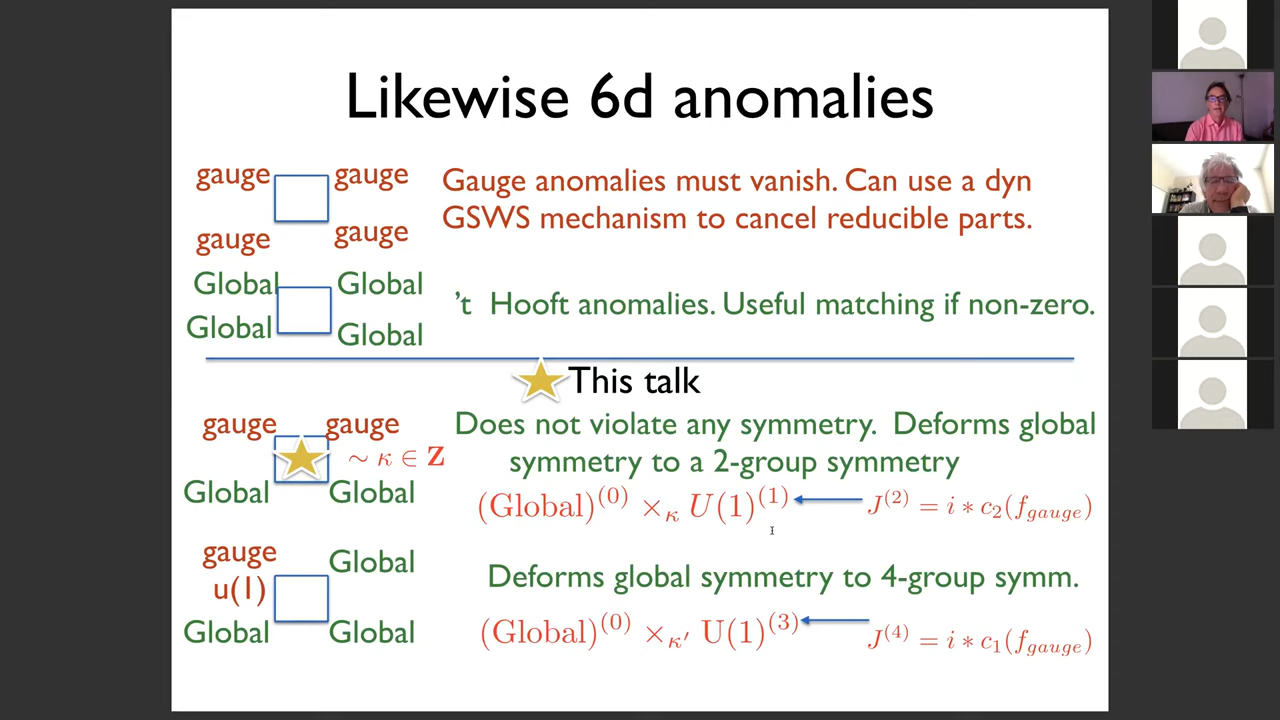 Likewise 6d anomalies
gauge gauge
gauge gauge
Gauge anomalies must vanish. Can use a dyn
GSWS mechanism to cancel reducible parts.
Global Global
Global Global
’t Hooft anomalies. Useful matching if non-zero.
This talk
gauge gauge
∼ κ ∈ Z
Global Global
Does not violate any symmetry. Deforms global
symmetry to a 2-group symmetry
(Global)^(0) ×_κ U(1)^(1) J^(2) = i ∗ c_2(f_gauge)
gauge Global
u(1)
Global Global
Deforms global symmetry to 4-group symm.
(Global)^(0) ×_κ′ U(1)^(3) J^(4) = i ∗ c_1(f_gauge)